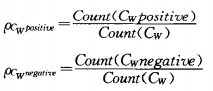 ρC_W positive = Count(C_W positive) / Count(C_W)
ρC_W negative = Count(C_W negative) / Count(C_W)